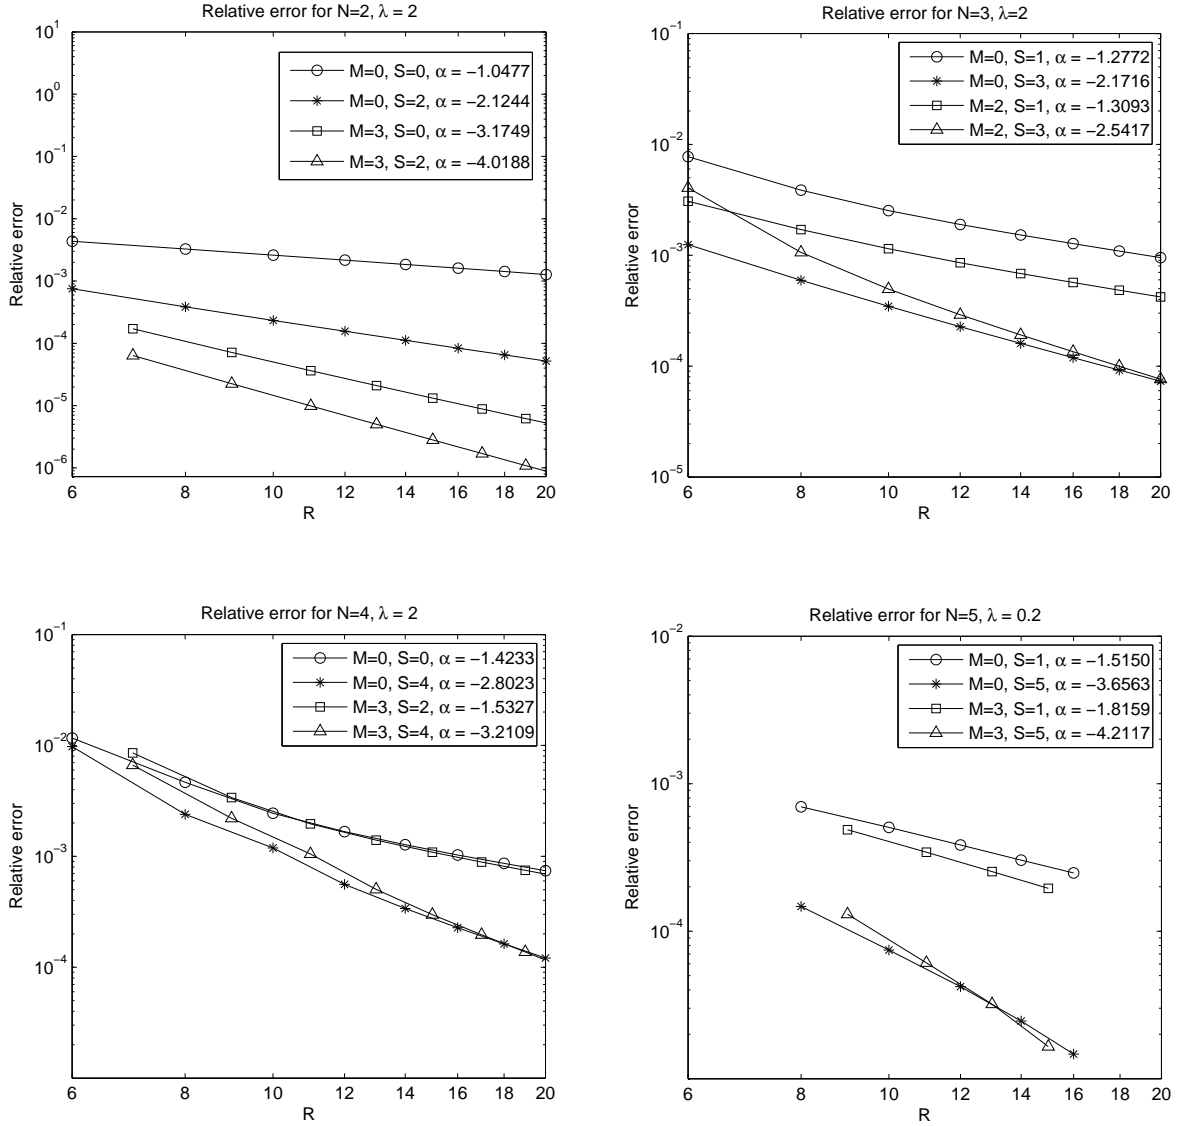 Relative error for N=2, λ = 2
10^1
10^0
10^−1
10^−2
10^−3
10^−4
10^−5
10^−6
Relative error
M=0, S=0, α = −1.0477
M=0, S=2, α = −2.1244
M=3, S=0, α = −3.1749
M=3, S=2, α = −4.0188
6 8 10 12 14 16 18 20
R
Relative error for N=3, λ=2
10^−1
10^−2
10^−3
10^−4
10^−5
Relative error
M=0, S=1, α = −1.2772
M=0, S=3, α = −2.1716
M=2, S=1, α = −1.3093
M=2, S=3, α = −2.5417
6 8 10 12 14 16 18 20
R
Relative error for N=4, λ = 2
10^−1
10^−2
10^−3
10^−4
Relative error
M=0, S=0, α = −1.4233
M=0, S=4, α = −2.8023
M=3, S=2, α = −1.5327
M=3, S=4, α = −3.2109
6 8 10 12 14 16 18 20
R
Relative error for N=5, λ = 0.2
10^−2
10^−3
10^−4
Relative error
M=0, S=1, α = −1.5150
M=0, S=5, α = −3.6563
M=3, S=1, α = −1.8159
M=3, S=5, α = −4.2117
6 8 10 12 14 16 18 20
R